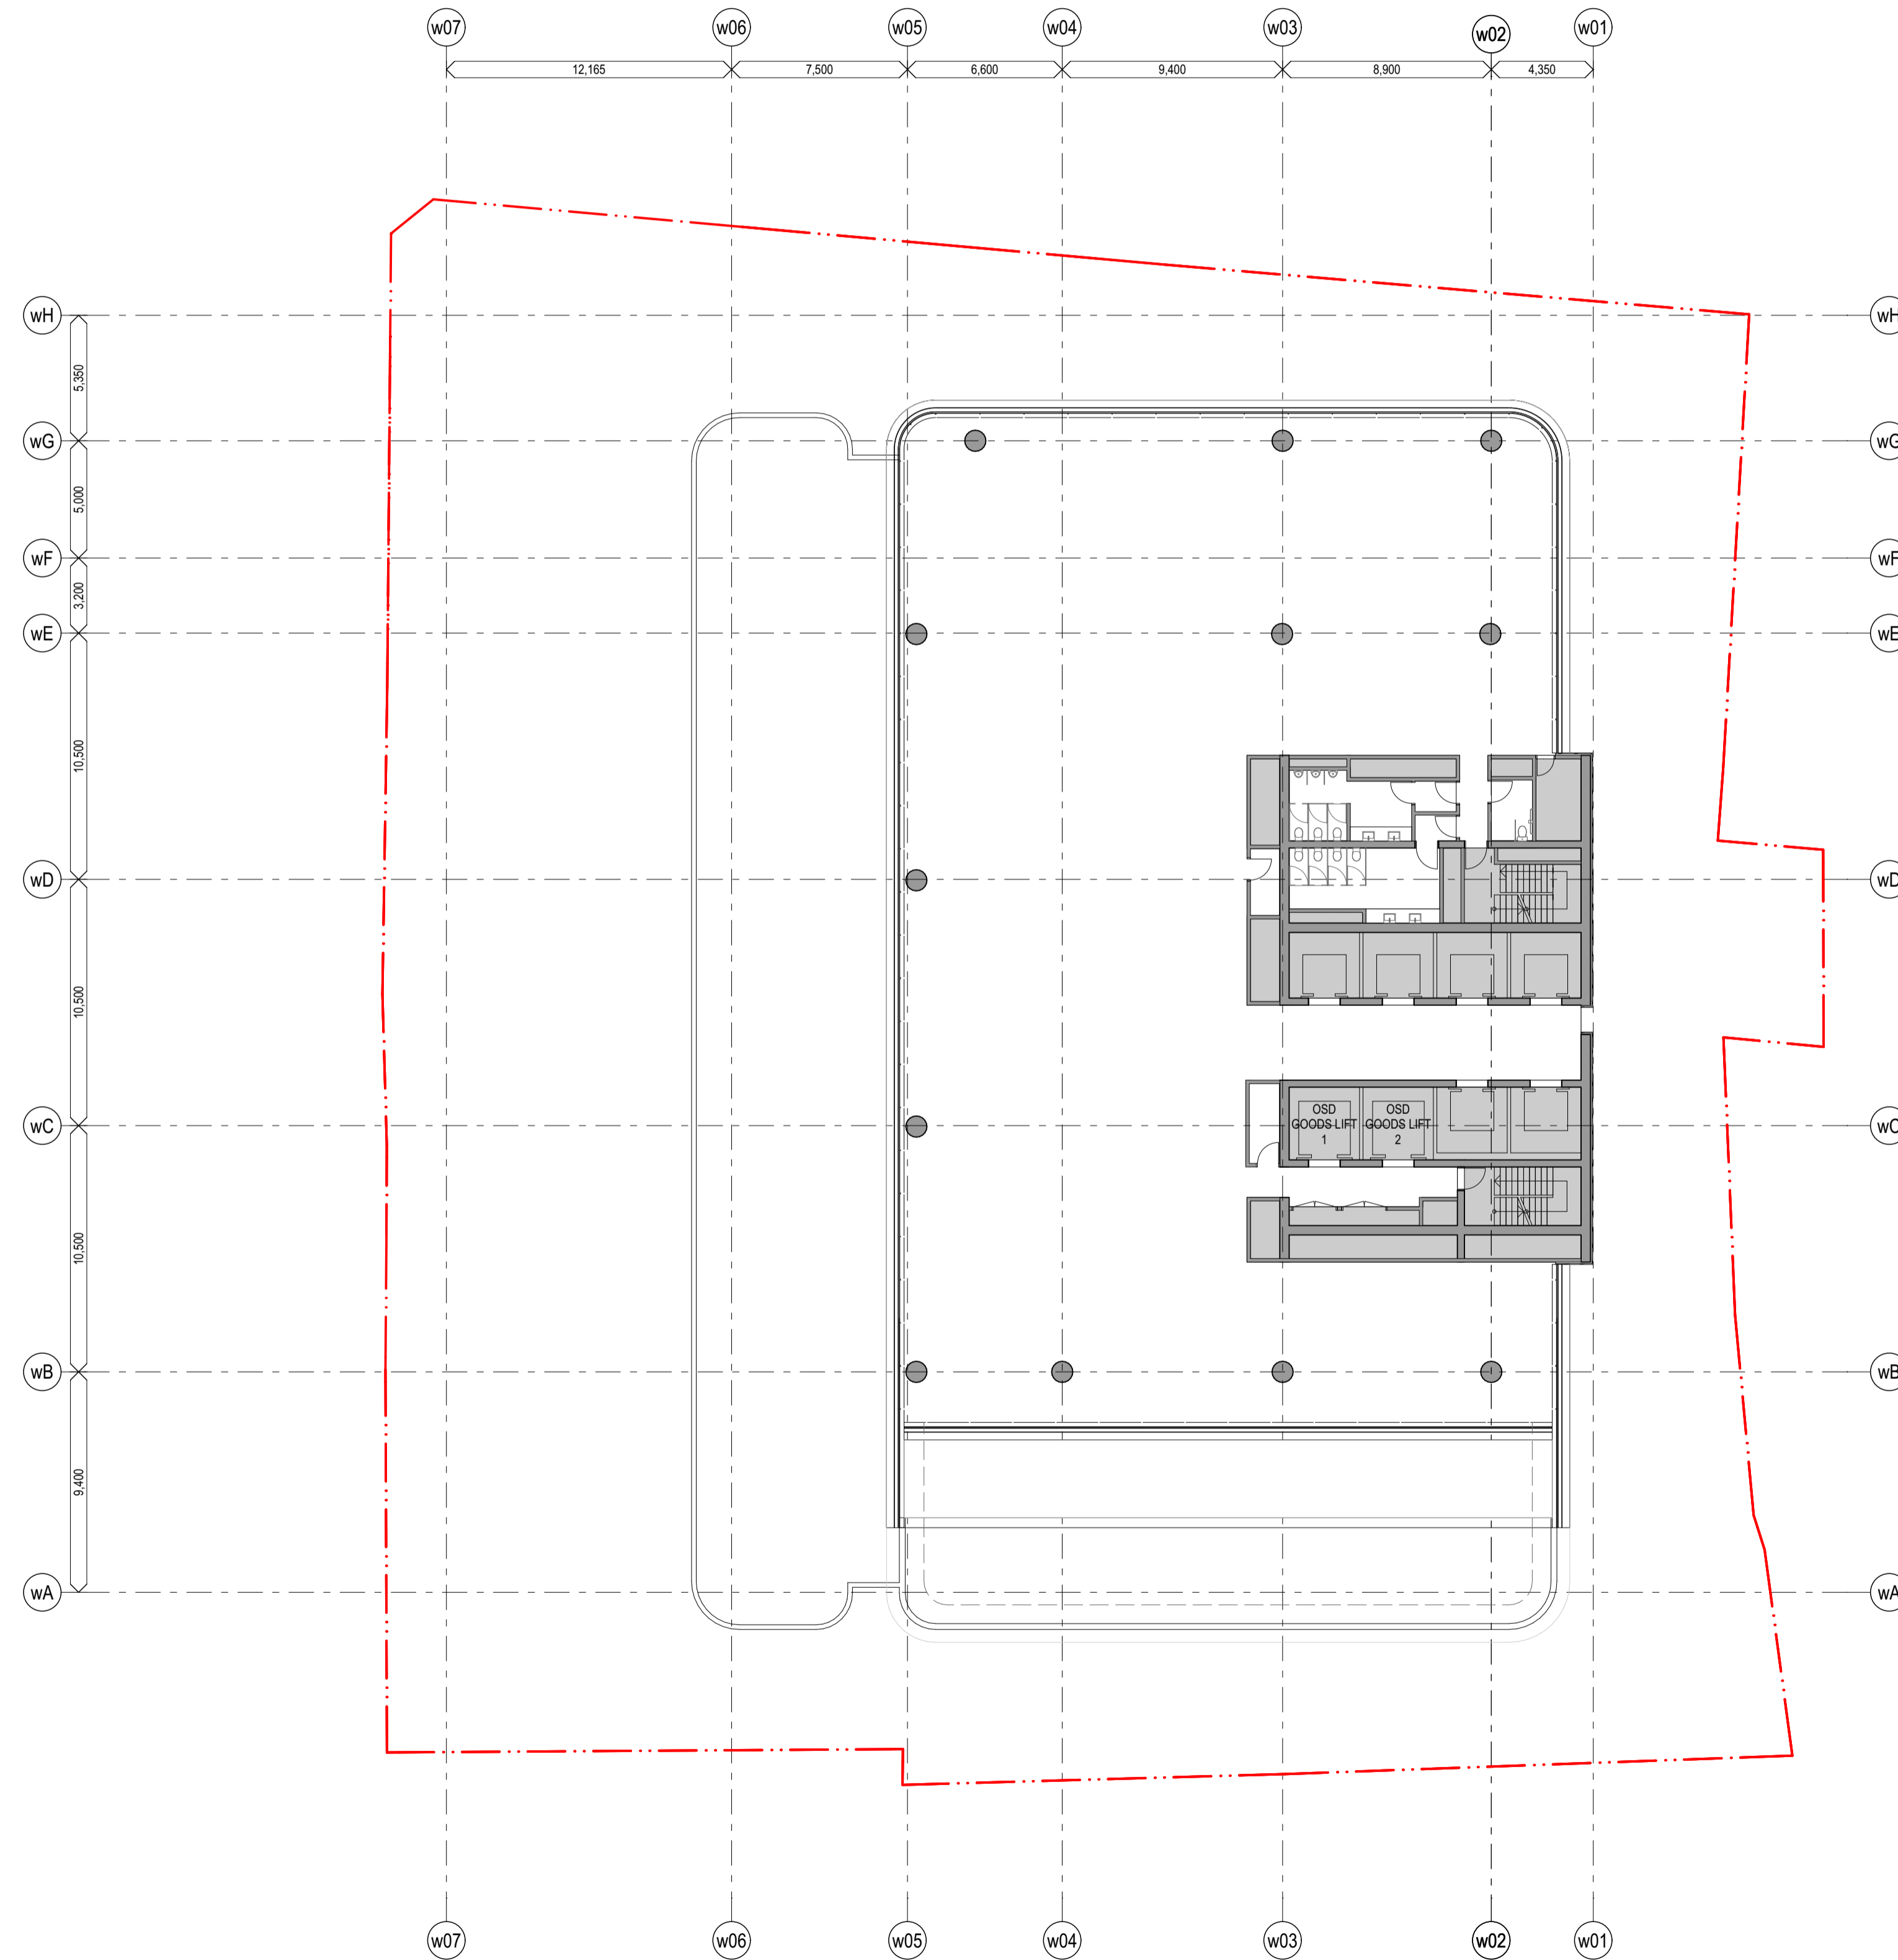 w07 w06 w05 w04 w03 w02 w01
12,165 7,500 6,600 9,400 8,900 4,350
wH wH
5,350
wG wG
5,000
wF wF
3,200
wE wE
10,500
wD wD
10,500
OSD OSD
GOODS LIFT GOODS LIFT
1 2
wC wC
10,500
wB wB
9,400
wA wA
w07 w06 w05 w04 w03 w02 w01